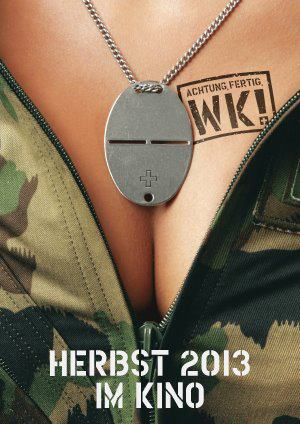 ACHTUNG, FERTIG,
WK!
HERBST 2013
IM KINO